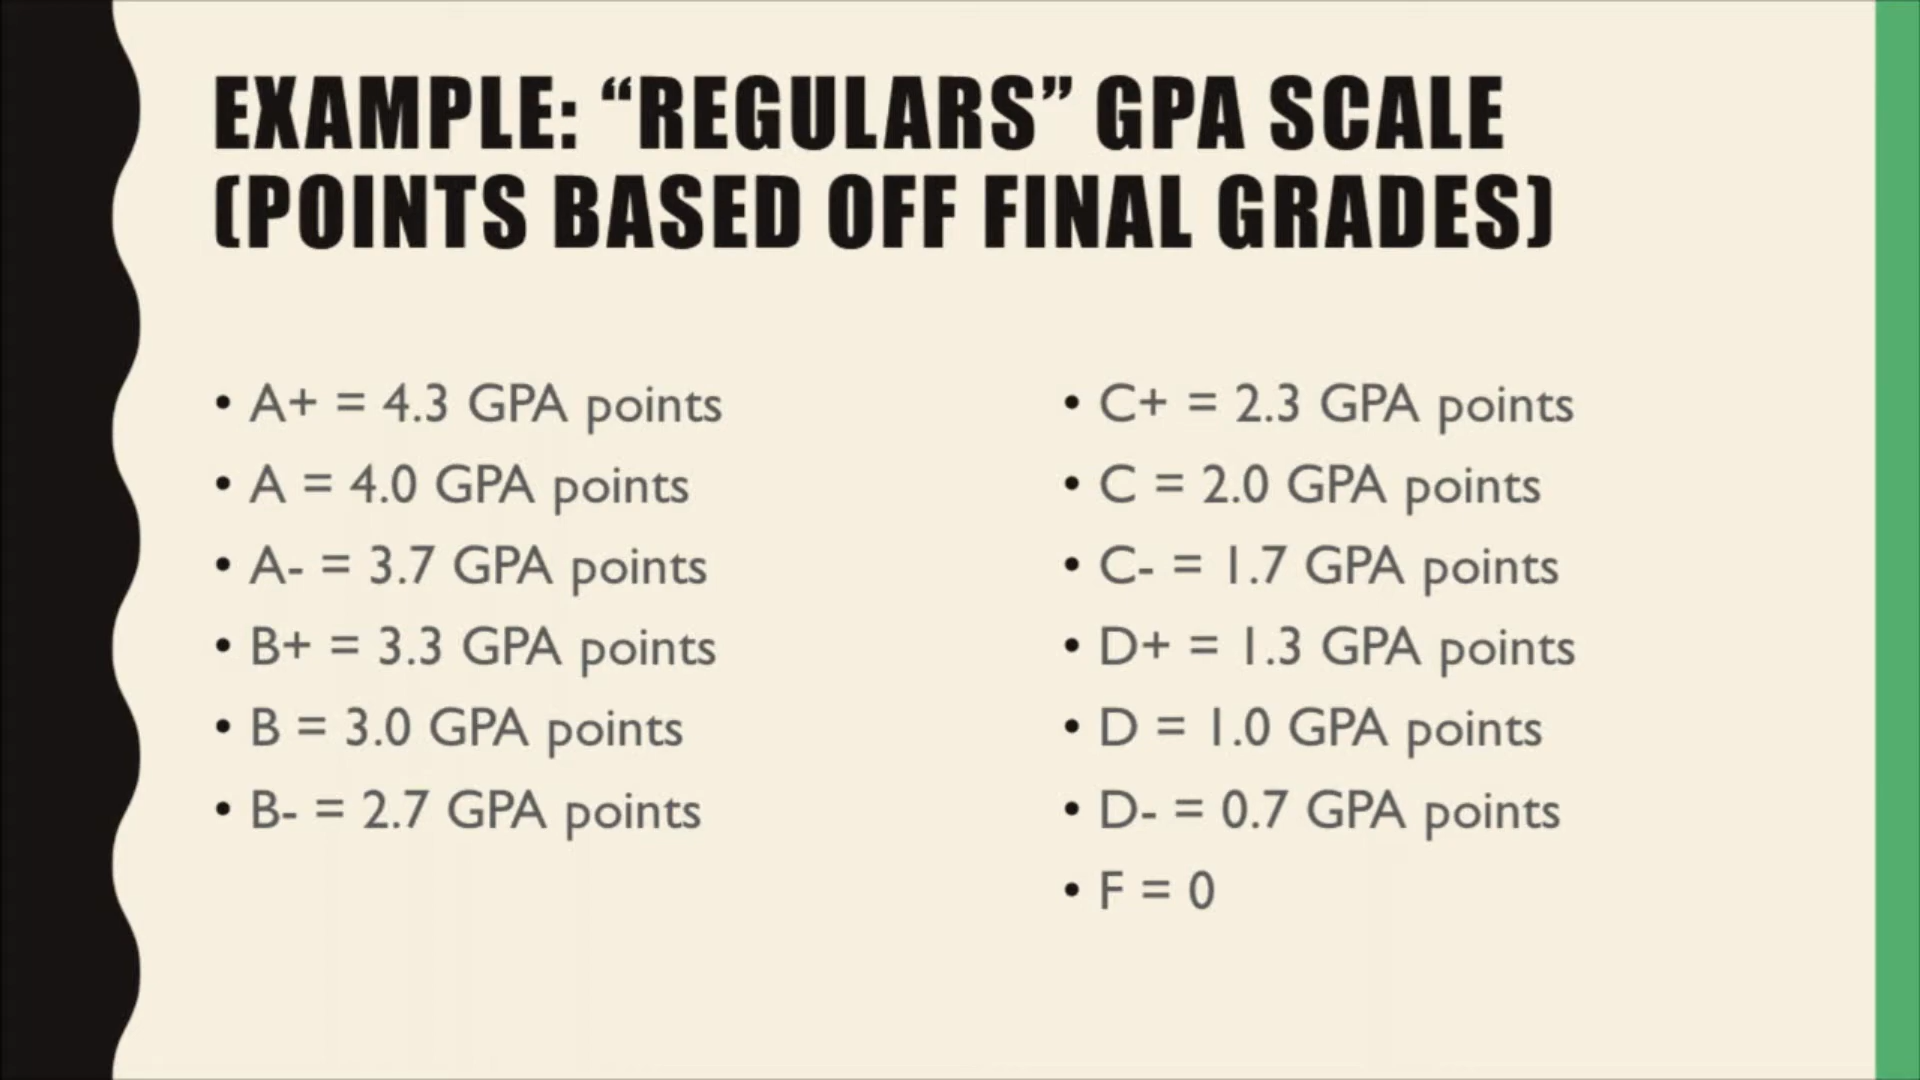 EXAMPLE: “REGULARS” GPA SCALE
(POINTS BASED OFF FINAL GRADES)
• A+ = 4.3 GPA points
• A = 4.0 GPA points
• A- = 3.7 GPA points
• B+ = 3.3 GPA points
• B = 3.0 GPA points
• B- = 2.7 GPA points
• C+ = 2.3 GPA points
• C = 2.0 GPA points
• C- = 1.7 GPA points
• D+ = 1.3 GPA points
• D = 1.0 GPA points
• D- = 0.7 GPA points
• F = 0